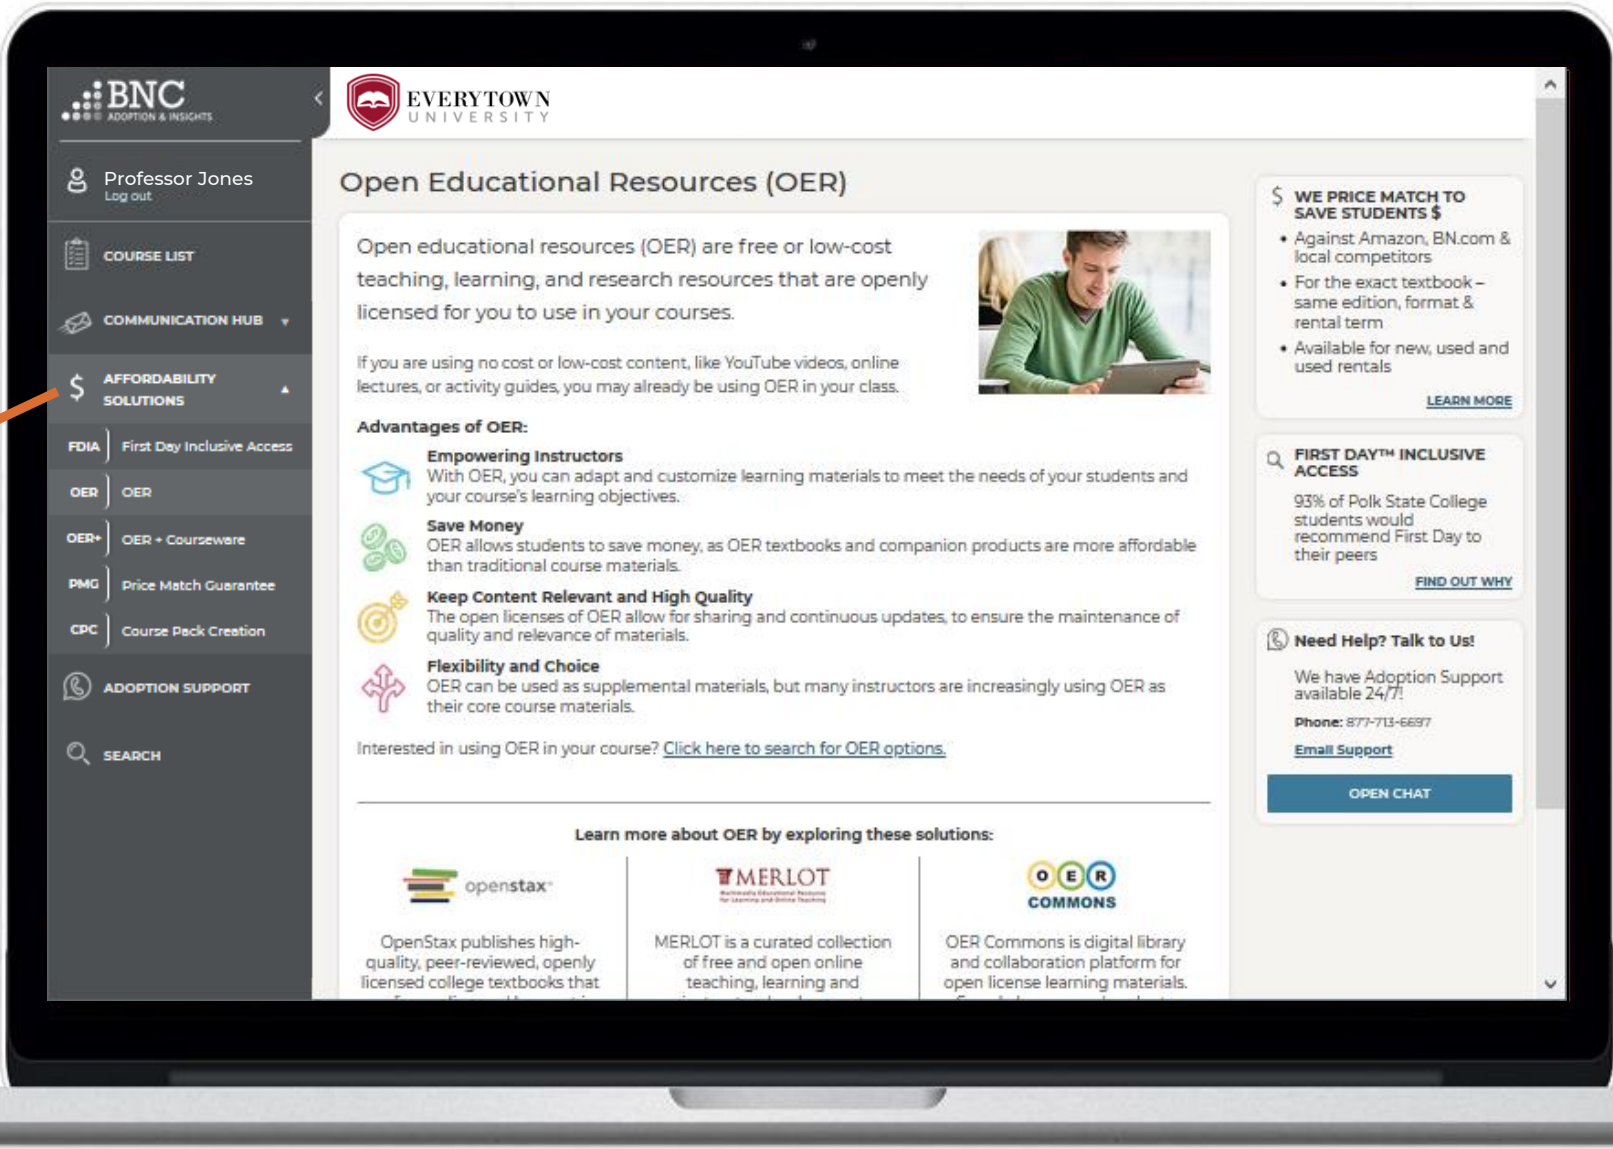 BNC
ADOPTION & INSIGHTS
Professor Jones
Log out
COURSE LIST
COMMUNICATION HUB
AFFORDABILITY
SOLUTIONS
FDIA First Day Inclusive Access
OER OER
OER+ OER + Courseware
PMG Price Match Guarantee
CPC Course Pack Creation
ADOPTION SUPPORT
SEARCH
EVERYTOWN
UNIVERSITY
Open Educational Resources (OER)
Open educational resources (OER) are free or low-cost
teaching, learning, and research resources that are openly
licensed for you to use in your courses.
If you are using no cost or low-cost content, like YouTube videos, online
lectures, or activity guides, you may already be using OER in your class.
Advantages of OER:
Empowering Instructors
With OER, you can adapt and customize learning materials to meet the needs of your students and
your course's learning objectives.
Save Money
OER allows students to save money, as OER textbooks and companion products are more affordable
than traditional course materials.
Keep Content Relevant and High Quality
The open licenses of OER allow for sharing and continuous updates, to ensure the maintenance of
quality and relevance of materials.
Flexibility and Choice
OER can be used as supplemental materials, but many instructors are increasingly using OER as
their core course materials.
Interested in using OER in your course? Click here to search for OER options.
Learn more about OER by exploring these solutions:
openstax
OpenStax publishes high-
quality, peer-reviewed, openly
licensed college textbooks that
MERLOT
Multimedia Educational Resource
for Learning and Online Teaching
MERLOT is a curated collection
of free and open online
teaching, learning and
OER
COMMONS
OER Commons is digital library
and collaboration platform for
open license learning materials.
$ WE PRICE MATCH TO
SAVE STUDENTS $
• Against Amazon, BN.com &
local competitors
• For the exact textbook –
same edition, format &
rental term
• Available for new, used and
used rentals
LEARN MORE
FIRST DAY™ INCLUSIVE
ACCESS
93% of Polk State College
students would
recommend First Day to
their peers
FIND OUT WHY
Need Help? Talk to Us!
We have Adoption Support
available 24/7!
Phone: 877-713-6697
Email Support
OPEN CHAT